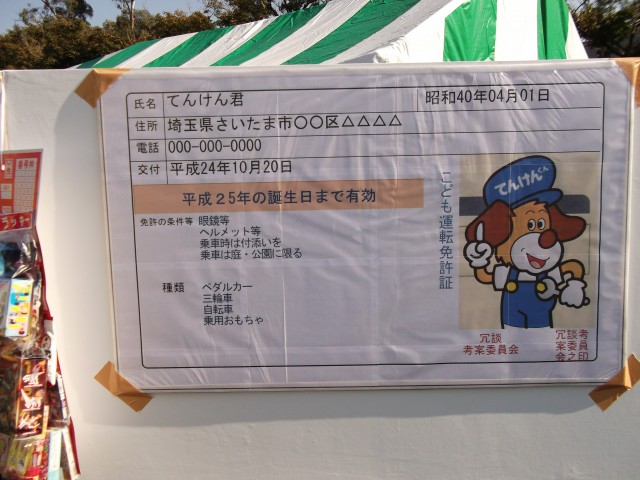 氏名 てんけん君 昭和40年04月01日
住所 埼玉県さいたま市〇〇区△△△△
電話 000-000-0000
交付 平成24年10月20日
平成25年の誕生日まで有効
免許の条件等 眼鏡等
ヘルメット等
乗車時は付添いを
乗車は庭・公園に限る
種類 ペダルカー
三輪車
自転車
乗用おもちゃ
こども運転免許証
てんけんくん
冗談
考案委員会
冗談考
案委員
会之印